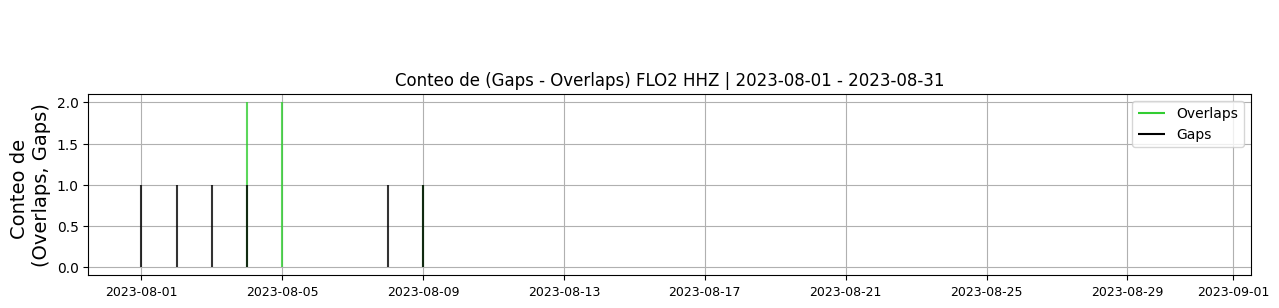 Conteo de (Gaps - Overlaps) FLO2 HHZ | 2023-08-01 - 2023-08-31
Conteo de
(Overlaps, Gaps)
2.0
1.5
1.0
0.5
0.0
Overlaps
Gaps
2023-08-01
2023-08-05
2023-08-09
2023-08-13
2023-08-17
2023-08-21
2023-08-25
2023-08-29
2023-09-01